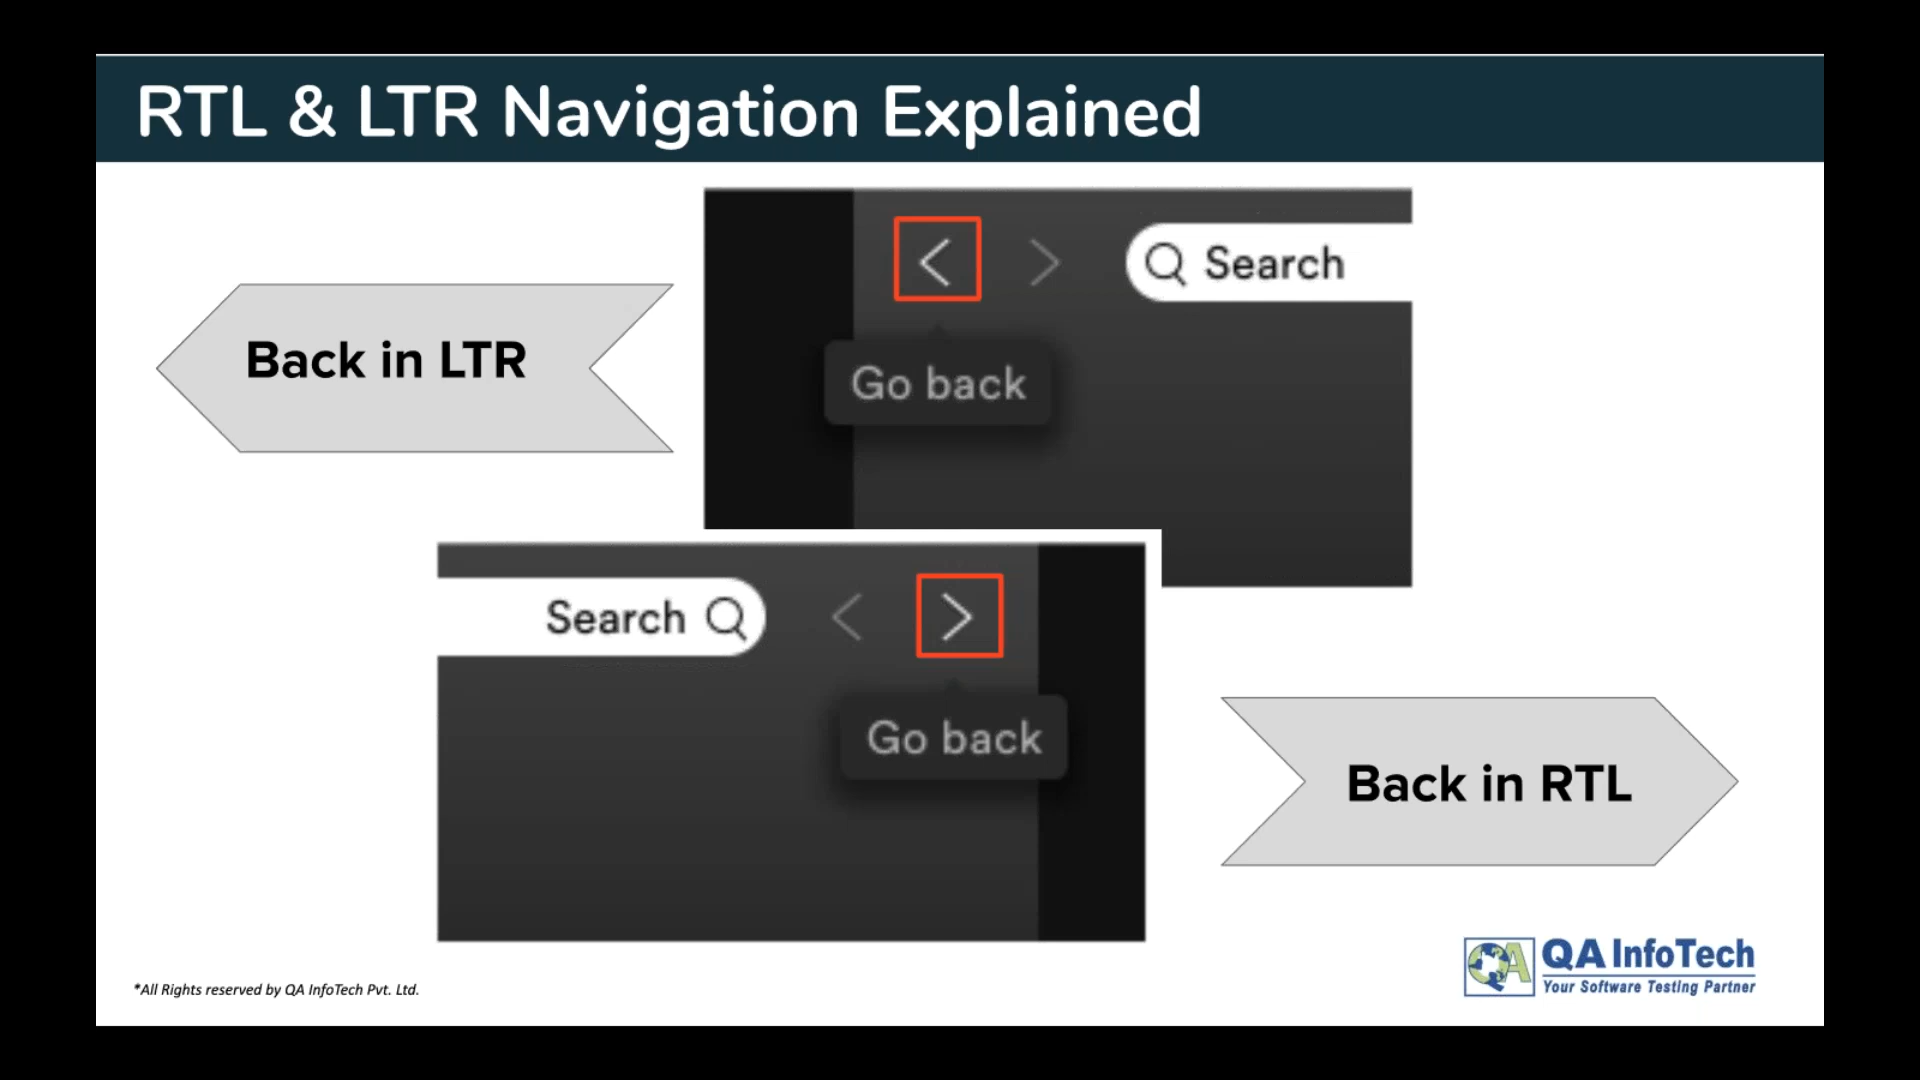 RTL & LTR Navigation Explained
Search
Back in LTR
Go back
Search
Go back
Back in RTL
*All Rights reserved by QA InfoTech Pvt. Ltd.
QA
QA InfoTech
Your Software Testing Partner